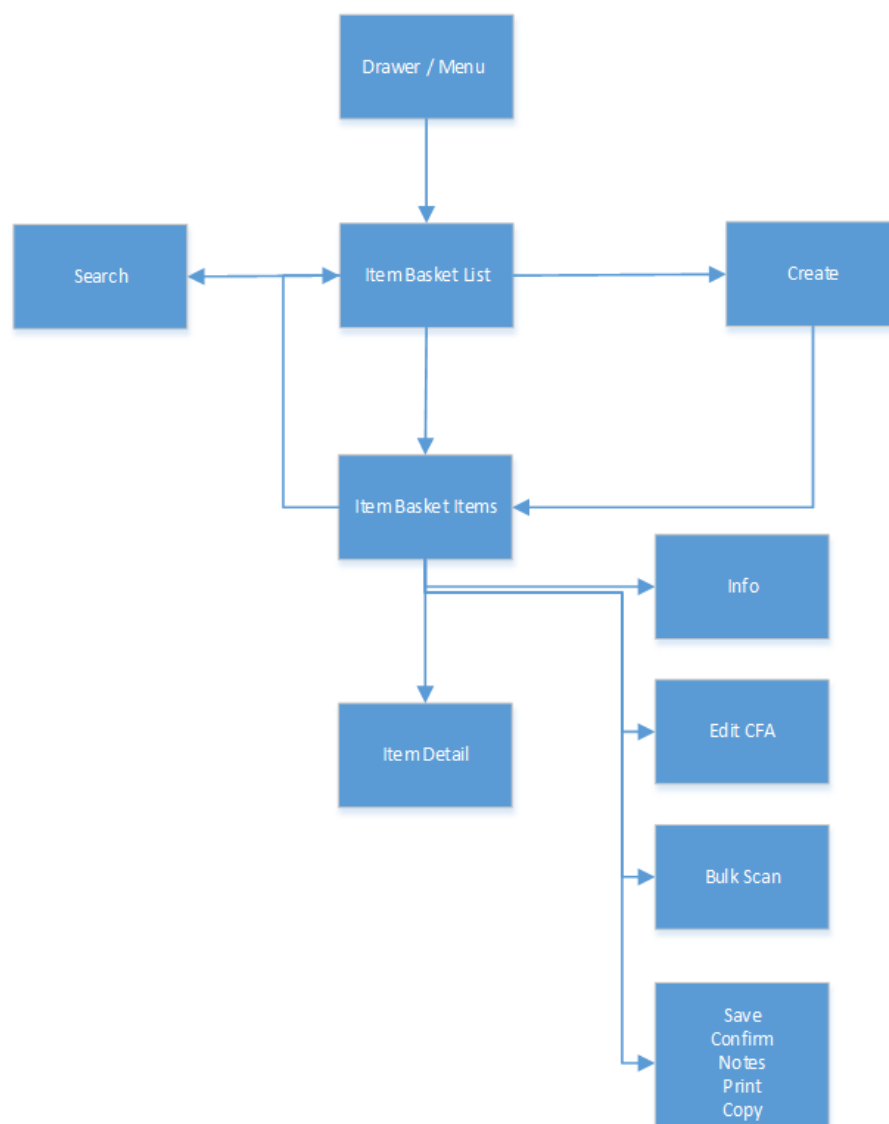 Drawer / Menu
Search
Item Basket List
Create
Item Basket Items
Info
Edit CFA
Item Detail
Bulk Scan
Save
Confirm
Notes
Print
Copy